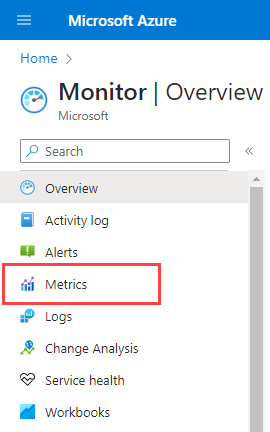 Microsoft Azure
Home >
Monitor | Overview
Microsoft
Search
Overview
Activity log
Alerts
Metrics
Logs
Change Analysis
Service health
Workbooks